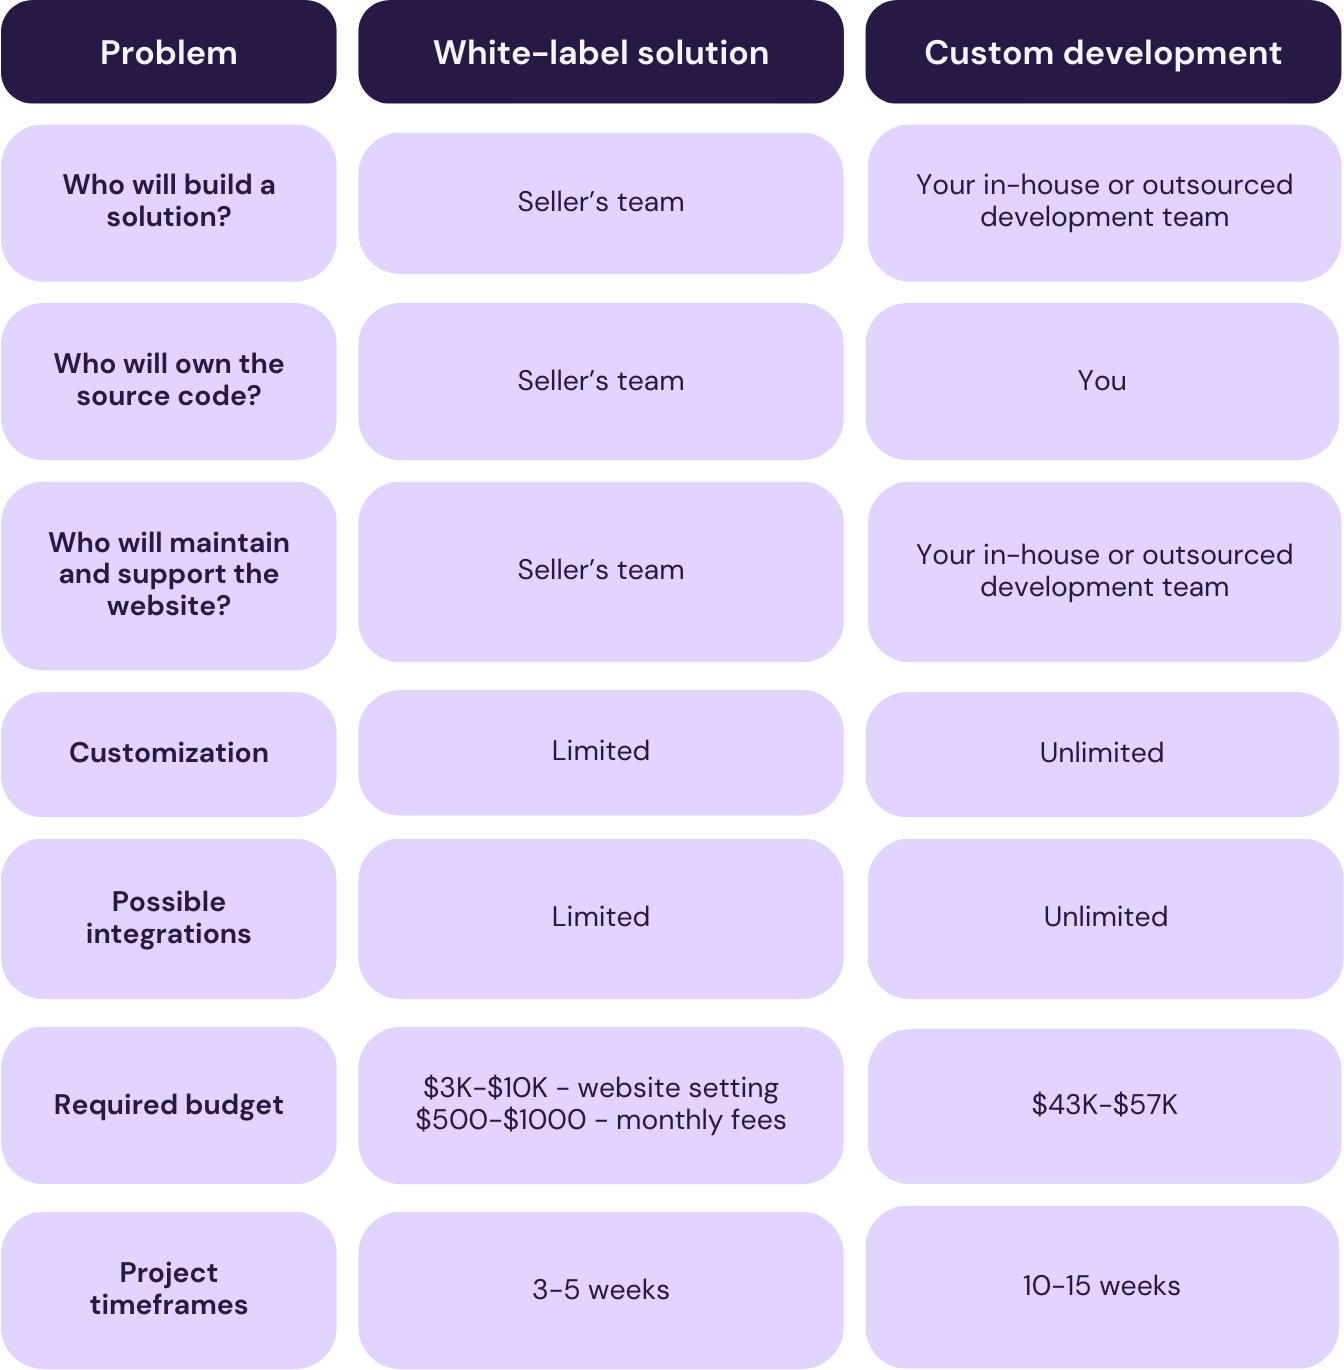 Problem
White-label solution
Custom development
Who will build a
solution?
Seller’s team
Your in-house or outsourced
development team
Who will own the
source code?
Seller’s team
You
Who will maintain
and support the
website?
Seller’s team
Your in-house or outsourced
development team
Customization
Limited
Unlimited
Possible
integrations
Limited
Unlimited
Required budget
$3K-$10K - website setting
$500-$1000 - monthly fees
$43K-$57K
Project
timeframes
3-5 weeks
10-15 weeks